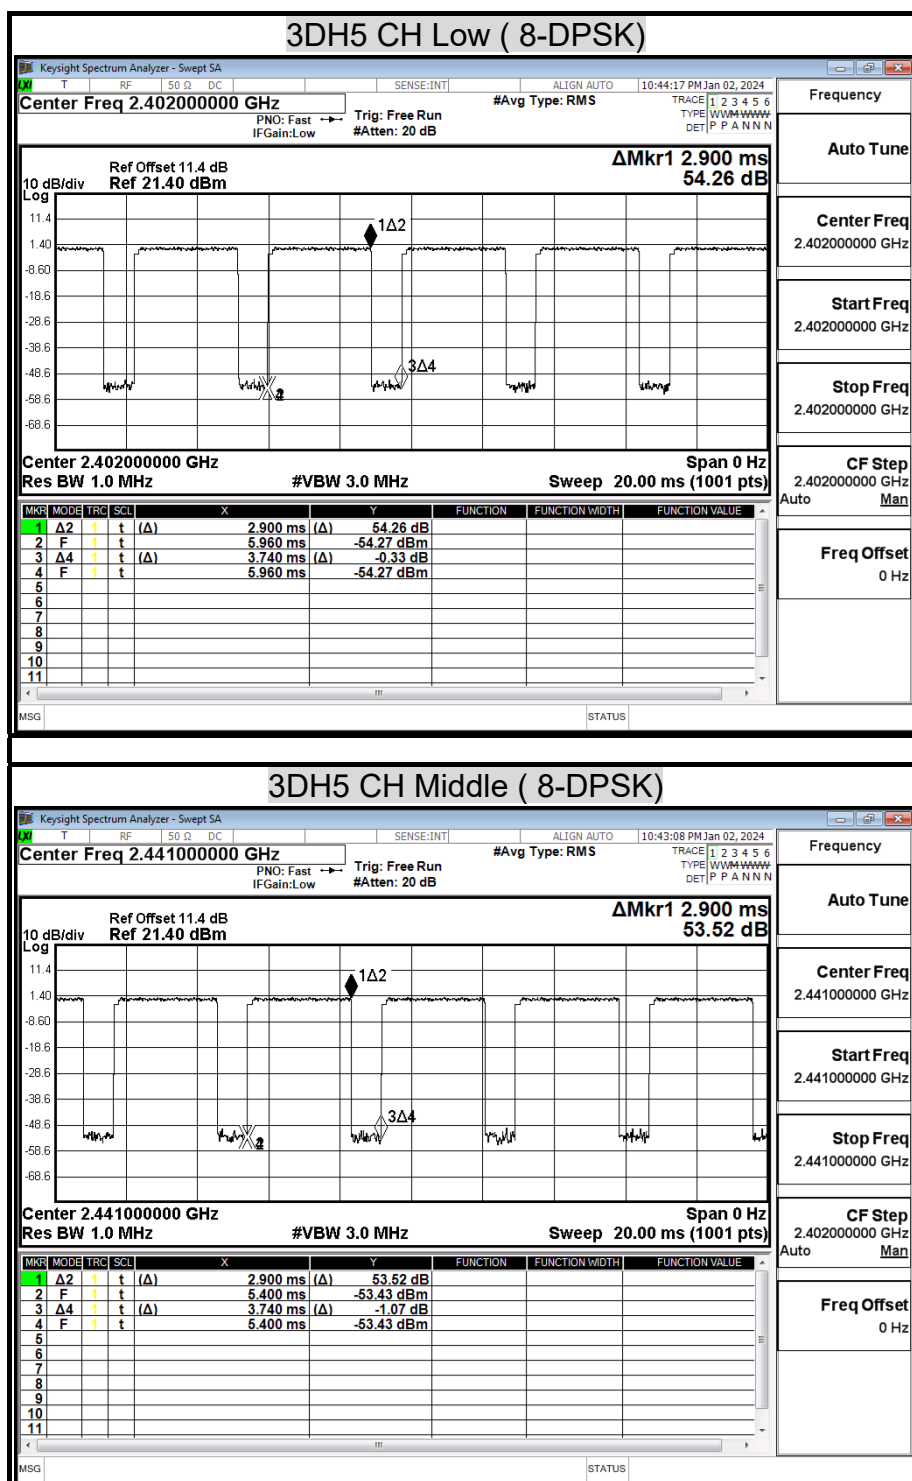 3DH5 CH Low ( 8-DPSK)
Keysight Spectrum Analyzer - Swept SA
LXI T RF 50 Ω DC SENSE:INT ALIGN AUTO 10:44:17 PM Jan 02, 2024
Center Freq 2.402000000 GHz #Avg Type: RMS TRACE 1 2 3 4 5 6
PNO: Fast Trig: Free Run TYPE WWMWWWW
IFGain:Low #Atten: 20 dB DET P P A N N N
ΔMkr1 2.900 ms
54.26 dB
Ref Offset 11.4 dB
10 dB/div Ref 21.40 dBm
Log
11.4
1.40
-8.60
-18.6
-28.6
-38.6
-48.6
-58.6
-68.6
1Δ2
3Δ4
Center 2.402000000 GHz Span 0 Hz
Res BW 1.0 MHz #VBW 3.0 MHz Sweep 20.00 ms (1001 pts)
MKR MODE TRC SCL X Y FUNCTION FUNCTION WIDTH FUNCTION VALUE
1 Δ2 1 t (Δ) 2.900 ms (Δ) 54.26 dB
2 F 1 t 5.960 ms -54.27 dBm
3 Δ4 1 t (Δ) 3.740 ms (Δ) -0.33 dB
4 F 1 t 5.960 ms -54.27 dBm
5
6
7
8
9
10
11
MSG STATUS
Frequency
Auto Tune
Center Freq
2.402000000 GHz
Start Freq
2.402000000 GHz
Stop Freq
2.402000000 GHz
CF Step
2.402000000 GHz
Auto Man
Freq Offset
0 Hz
3DH5 CH Middle ( 8-DPSK)
Keysight Spectrum Analyzer - Swept SA
LXI T RF 50 Ω DC SENSE:INT ALIGN AUTO 10:43:08 PM Jan 02, 2024
Center Freq 2.441000000 GHz #Avg Type: RMS TRACE 1 2 3 4 5 6
PNO: Fast Trig: Free Run TYPE WWMWWWW
IFGain:Low #Atten: 20 dB DET P P A N N N
ΔMkr1 2.900 ms
53.52 dB
Ref Offset 11.4 dB
10 dB/div Ref 21.40 dBm
Log
11.4
1.40
-8.60
-18.6
-28.6
-38.6
-48.6
-58.6
-68.6
1Δ2
3Δ4
Center 2.441000000 GHz Span 0 Hz
Res BW 1.0 MHz #VBW 3.0 MHz Sweep 20.00 ms (1001 pts)
MKR MODE TRC SCL X Y FUNCTION FUNCTION WIDTH FUNCTION VALUE
1 Δ2 1 t (Δ) 2.900 ms (Δ) 53.52 dB
2 F 1 t 5.400 ms -53.43 dBm
3 Δ4 1 t (Δ) 3.740 ms (Δ) -1.07 dB
4 F 1 t 5.400 ms -53.43 dBm
5
6
7
8
9
10
11
MSG STATUS
Frequency
Auto Tune
Center Freq
2.441000000 GHz
Start Freq
2.441000000 GHz
Stop Freq
2.441000000 GHz
CF Step
2.402000000 GHz
Auto Man
Freq Offset
0 Hz